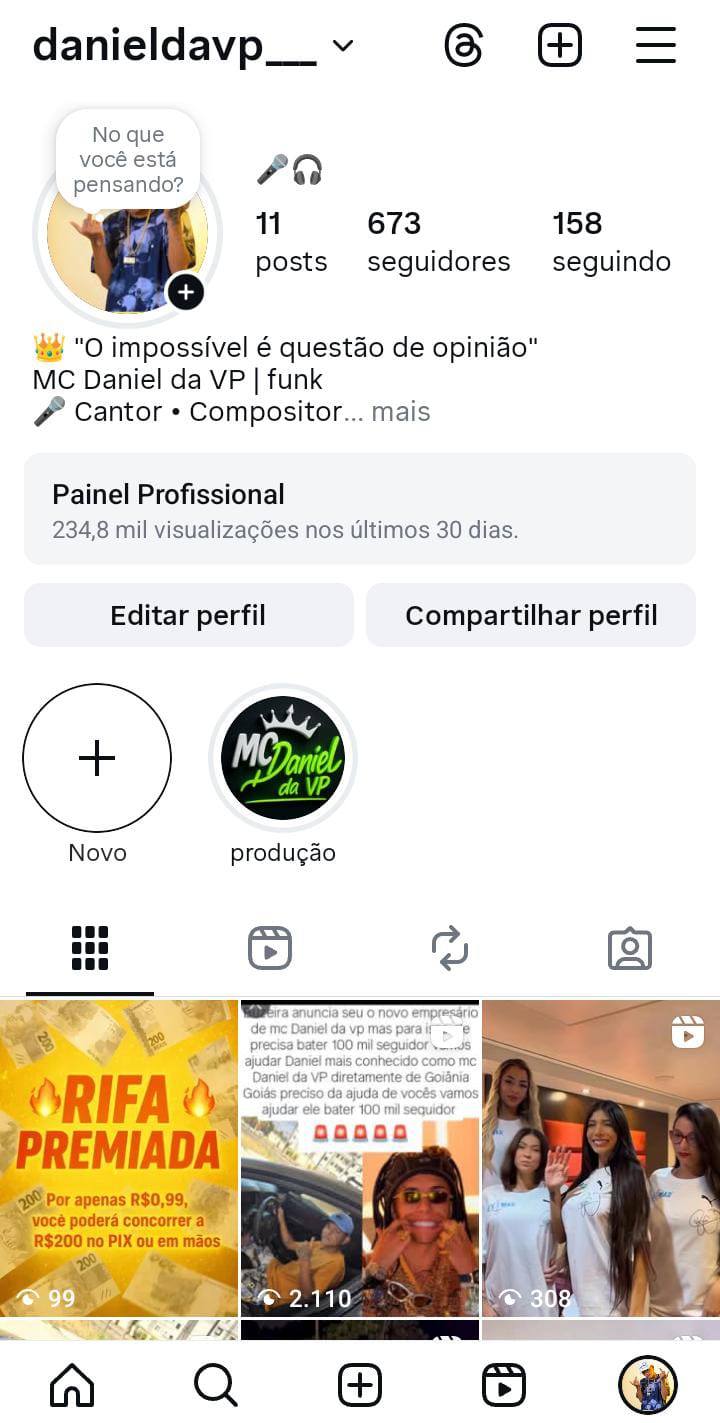 danieldavp___
No que
você está
pensando?
🎤🎧
11
posts
673
seguidores
158
seguindo
👑 "O impossível é questão de opinião"
MC Daniel da VP | funk
🎤 Cantor • Compositor... mais
Painel Profissional
234,8 mil visualizações nos últimos 30 dias.
Editar perfil
Compartilhar perfil
MC Daniel
da VP
Novo
produção
🔥RIFA🔥
PREMIADA
Por apenas R$0,99,
você poderá concorrer a
R$200 no PIX ou em mãos
200
200
200
99
anuncia seu o novo empresário
de mc Daniel da vp mas para
precisa bater 100 mil seguidor
ajudar Daniel mais conhecido como mc
Daniel da VP diretamente de Goiânia
Goiás preciso da ajuda de vocês vamos
ajudar ele bater 100 mil seguidor
🚨🚨🚨🚨🚨
2.110
308